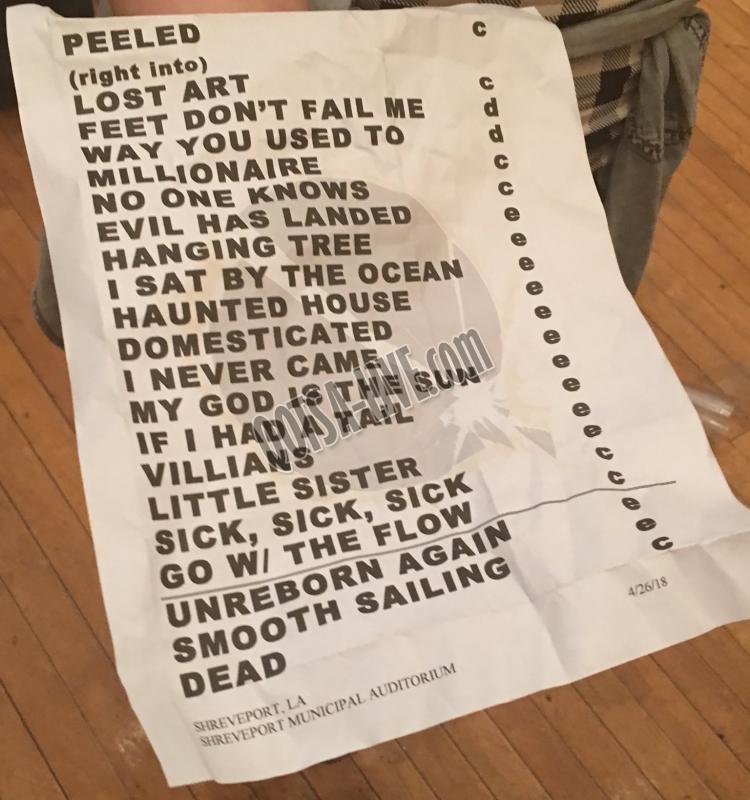 PEELED c
(right into)
LOST ART c
FEET DON'T FAIL ME d
WAY YOU USED TO d
MILLIONAIRE c
NO ONE KNOWS c
EVIL HAS LANDED e
HANGING TREE e
I SAT BY THE OCEAN e
HAUNTED HOUSE e
DOMESTICATED e
I NEVER CAME e
MY GOD IS THE SUN e
IF I HAD A TAIL e
VILLIANS e
LITTLE SISTER e
SICK, SICK, SICK c
GO W/ THE FLOW c
UNREBORN AGAIN e
SMOOTH SAILING e
DEAD c
4/26/18
SHREVEPORT, LA
SHREVEPORT MUNICIPAL AUDITORIUM
QOTSA-LIVE.com